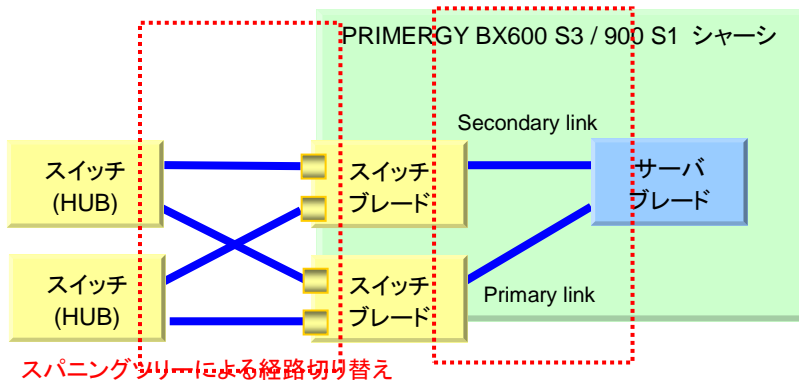 PRIMERGY BX600 S3 / 900 S1 シャーシ
Secondary link
スイッチ
(HUB)
スイッチ
ブレード
サーバ
ブレード
スイッチ
(HUB)
スイッチ
ブレード
Primary link
スパニングツリーによる経路切り替え